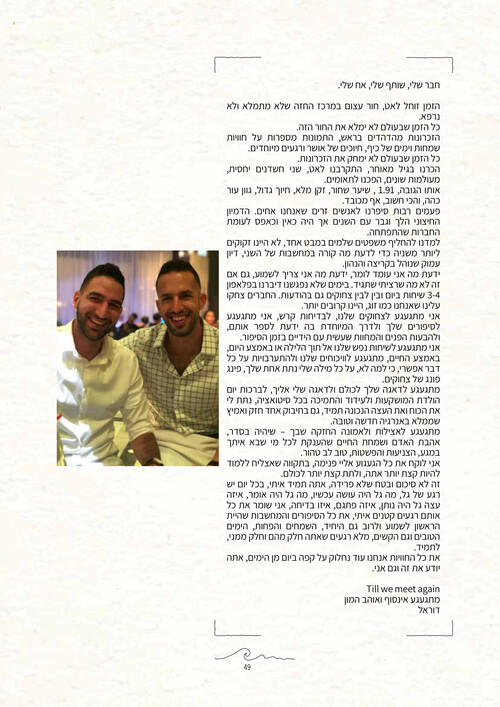 חבר שלי, שותף שלי, אח שלי.
הזמן זוחל לאט, חור עצום במרכז החזה שלא מתמלא ולא
נרפא.
כל הזמן שבעולם לא ימלא את החור הזה.
הזכרונות מהדהדים בראש, התמונות מספרות על חוויות
שמחות וימים של כיף, חיוכים של אושר ורגעים מיוחדים.
כל הזמן שבעולם לא ימחק את הזכרונות.
הכרנו בגיל מאוחר, התקרבנו לאט, שני חשדנים יחסית,
מעולמות שונים, הפכנו לתאומים.
אותו הגובה, 1.91 , שיער שחור, זקן מלא, חיוך גדול, גוון עור
כהה, והכי חשוב, אף מכובד.
פעמים רבות סיפרנו לאנשים זרים שאנחנו אחים. הדמיון
החיצוני הלך וגבר עם השנים אך היה כאין וכאפס לעומת
החברות שהתפתחה.
למדנו להחליף משפטים שלמים במבט אחד, לא היינו זקוקים
ליותר משניה כדי לדעת מה קורה במחשבות של השני, דיון
עמוק שנוהל בקריצה והנהון.
ידעת מה אני עומד לומר, ידעת מה אני צריך לשמוע, גם אם
זה לא מה שרציתי שתגיד. בימים שלא נפגשנו דיברנו בפלאפון
3-4 שיחות ביום ובין לבין צחוקים גם בהודעות. החברים צחקו
עלינו שאנחנו כמו זוג, היינו קרובים יותר.
אני מתגעגע לצחוקים שלנו, לבדיחות קרש, אני מתגעגע
לסיפורים שלך ולדרך המיוחדת בה ידעת לספר אותם,
ולהבעות הפנים והמחוות שעשית עם הידיים בזמן הסיפור.
אני מתגעגע לשיחות נפש שלנו אל תוך הלילה או באמצע היום,
באמצע החיים, מתגעגע לוויכוחים שלנו ולהתערבויות על כל
דבר אפשרי, כי למה לא, על כל מילה שלי נתת אחת שלך, פינג
פונג של צחוקים.
מתגעגע לדאגה שלך לכולם ולדאגה שלי אליך, לברכות יום
הולדת המושקעות ולעידוד והתמיכה בכל סיטואציה, נתת לי
את הכוח ואת העצה הנכונה תמיד, גם בחיבוק אחד חזק ואמיץ
שממלא באנרגיה חדשה וטובה.
מתגעגע לאצילות ולאמונה החזקה שבך – שיהיה בסדר,
אהבת האדם ושמחת החיים שהענקת לכל מי שבא איתך
במגע, הצניעות והפשטות, טוב לב טהור.
אני לוקח את כל הגעגוע אליי פנימה, בתקווה שאצליח ללמוד
להיות קצת יותר אתה, ולתת קצת יותר לכולם.
זה לא סיכום ובטח שלא פרידה, אתה תמיד איתי, בכל יום יש
רגע של גל, מה גל היה עושה עכשיו, מה גל היה אומר, איזה
עצה גל היה נותן, איזה פתגם, איזו בדיחה, אני שומר את כל
אותם רגעים קטנים איתי, את כל הסיפורים והמחשבות שהיית
הראשון לשמוע ולרוב גם היחיד, השמחים והפחות, הימים
הטובים וגם הקשים, מלא רגעים שאתה חלק מהם וחלק ממני,
לתמיד.
את כל החוויות אנחנו עוד נחלוק על קפה ביום מן הימים, אתה
יודע את זה וגם אני.
Till we meet again
מתגעגע אינסוף ואוהב המון
דוראל
49